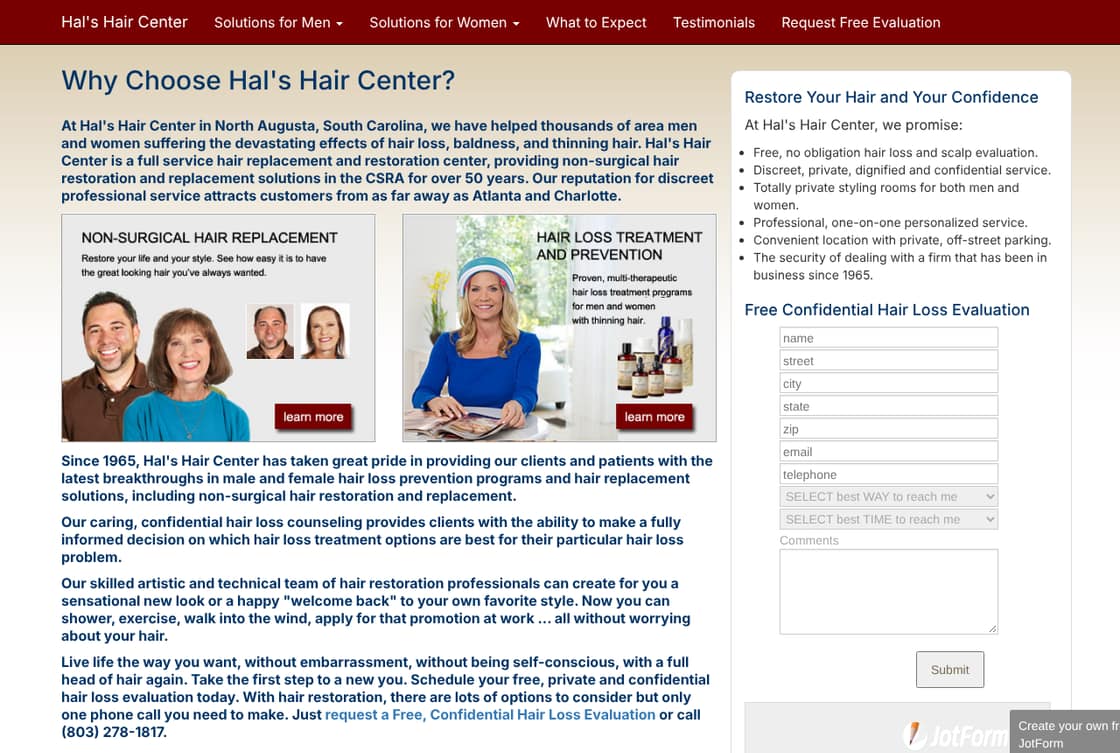 Hal's Hair Center Solutions for Men Solutions for Women What to Expect Testimonials Request Free Evaluation
Why Choose Hal's Hair Center?
At Hal's Hair Center in North Augusta, South Carolina, we have helped thousands of area men
and women suffering the devastating effects of hair loss, baldness, and thinning hair. Hal's Hair
Center is a full service hair replacement and restoration center, providing non-surgical hair
restoration and replacement solutions in the CSRA for over 50 years. Our reputation for discreet
professional service attracts customers from as far away as Atlanta and Charlotte.
NON-SURGICAL HAIR REPLACEMENT
Restore your life and your style. See how easy it is to have
the great looking hair you've always wanted.
learn more
HAIR LOSS TREATMENT
AND PREVENTION
Proven, multi-therapeutic
hair loss treatment programs
for men and women
with thinning hair.
learn more
Since 1965, Hal's Hair Center has taken great pride in providing our clients and patients with the
latest breakthroughs in male and female hair loss prevention programs and hair replacement
solutions, including non-surgical hair restoration and replacement.
Our caring, confidential hair loss counseling provides clients with the ability to make a fully
informed decision on which hair loss treatment options are best for their particular hair loss
problem.
Our skilled artistic and technical team of hair restoration professionals can create for you a
sensational new look or a happy "welcome back" to your own favorite style. Now you can
shower, exercise, walk into the wind, apply for that promotion at work ... all without worrying
about your hair.
Live life the way you want, without embarrassment, without being self-conscious, with a full
head of hair again. Take the first step to a new you. Schedule your free, private and confidential
hair loss evaluation today. With hair restoration, there are lots of options to consider but only
one phone call you need to make. Just request a Free, Confidential Hair Loss Evaluation or call
(803) 278-1817.
Restore Your Hair and Your Confidence
At Hal's Hair Center, we promise:
Free, no obligation hair loss and scalp evaluation.
Discreet, private, dignified and confidential service.
Totally private styling rooms for both men and
women.
Professional, one-on-one personalized service.
Convenient location with private, off-street parking.
The security of dealing with a firm that has been in
business since 1965.
Free Confidential Hair Loss Evaluation
name
street
city
state
zip
email
telephone
SELECT best WAY to reach me
SELECT best TIME to reach me
Comments
Submit
JotForm
Create your own fr
JotForm